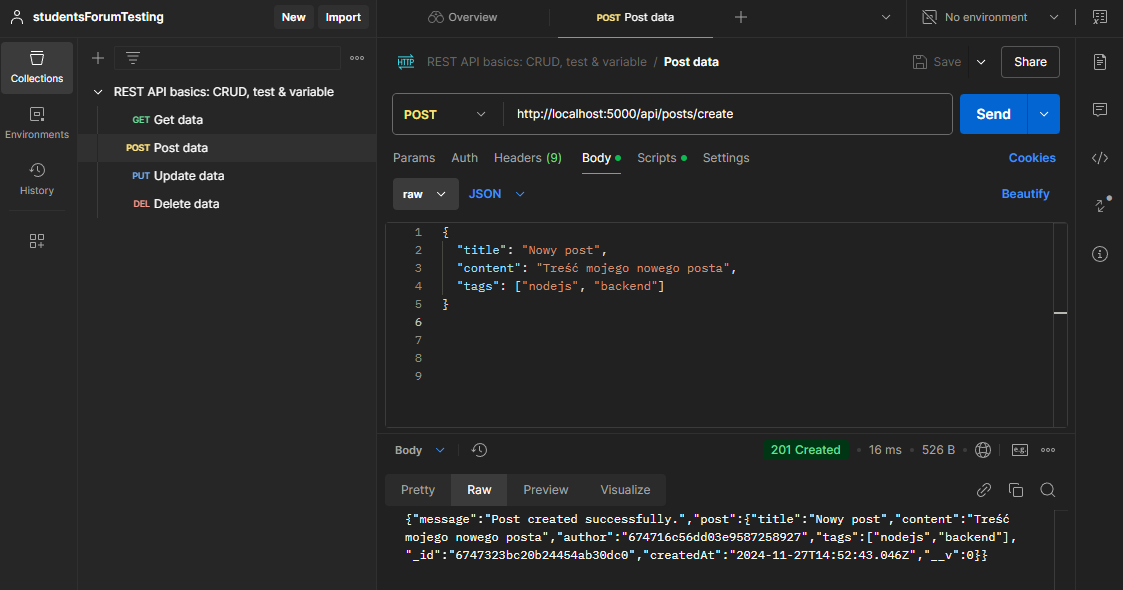 studentsForumTesting
New
Import
Overview
POST Post data
No environment
Collections
Environments
History
REST API basics: CRUD, test & variable
GET Get data
POST Post data
PUT Update data
DEL Delete data
HTTP
REST API basics: CRUD, test & variable / Post data
Save
Share
POST
http://localhost:5000/api/posts/create
Send
Params
Auth
Headers (9)
Body
Scripts
Settings
Cookies
raw
JSON
Beautify
1 {
2 "title": "Nowy post",
3 "content": "Treść mojego nowego posta",
4 "tags": ["nodejs", "backend"]
5 }
6
7
8
9
Body
201 Created
16 ms
526 B
e.g.
Pretty
Raw
Preview
Visualize
{"message":"Post created successfully.","post":{"title":"Nowy post","content":"Treść
mojego nowego posta","author":"674716c56dd03e9587258927","tags":["nodejs","backend"],
"_id":"6747323bc20b24454ab30dc0","createdAt":"2024-11-27T14:52:43.046Z","__v":0}}